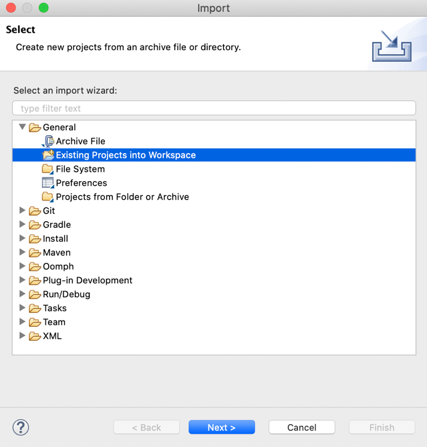 Import
Select
Create new projects from an archive file or directory.
Select an import wizard:
type filter text
General
Archive File
Existing Projects into Workspace
File System
Preferences
Projects from Folder or Archive
Git
Gradle
Install
Maven
Oomph
Plug-in Development
Run/Debug
Tasks
Team
XML
?
< Back
Next >
Cancel
Finish